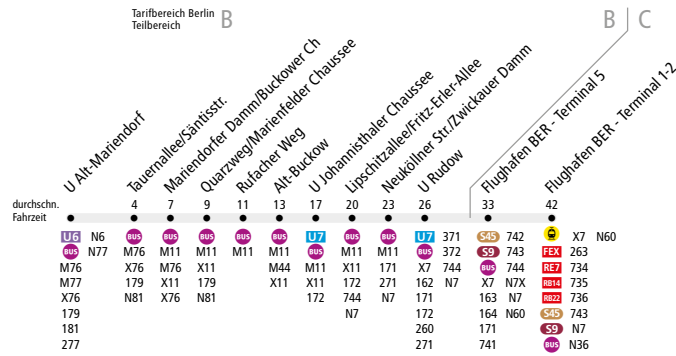 Tarifbereich Berlin B B C
Teilbereich
U Alt-Mariendorf
Tauernallee/Säntisstr.
Mariendorfer Damm/Buckower Ch
Quarzweg/Marienfelder Chaussee
Rufacher Weg
Alt-Buckow
U Johannisthaler Chaussee
Lipschitzallee/Fritz-Erler-Allee
Neuköllner Str./Zwickauer Damm
U Rudow
Flughafen BER - Terminal 5
Flughafen BER - Terminal 1-2
durchschn. 4 7 9 11 13 17 20 23 26 33 42
Fahrzeit
U6 N6 BUS BUS BUS BUS BUS U7 BUS BUS U7 371 S45 742 X7 N60
BUS N77 M76 M11 M11 M11 M11 BUS M11 M11 BUS 372 S9 743 FEX 263
M76 X76 M76 X11 M44 M11 X11 172 X7 744 BUS 744 RE7 734
M77 179 X11 179 X11 X11 171 271 162 N7 X7 N7X RB14 735
X76 N81 X76 N81 172 744 N7 171 163 N7 RB22 736
179 N7 172 164 N60 S45 743
181 260 171 S9 N7
277 271 741 BUS N36